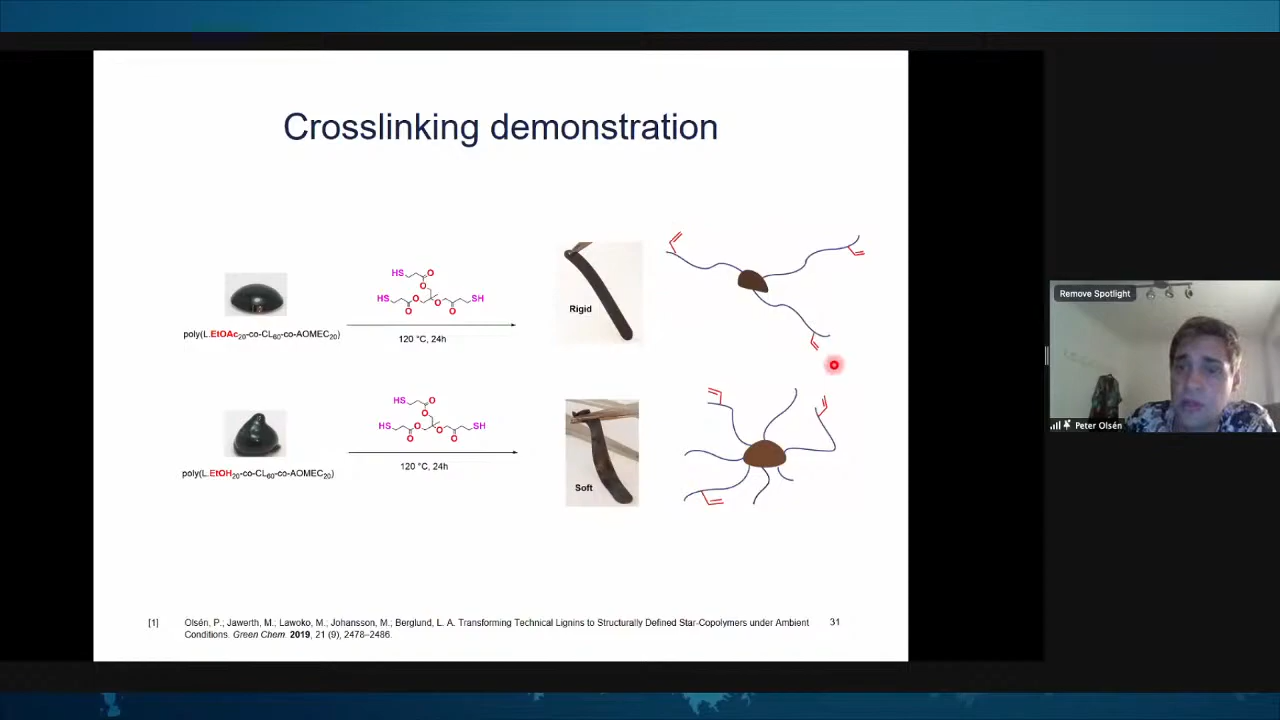 Crosslinking demonstration
HS
O
O
HS
O
SH
O
O
O
poly(L.EtOAc20-co-CL60-co-AOMEC20)
120 °C, 24h
Rigid
HS
O
O
HS
O
SH
O
O
O
poly(L.EtOH20-co-CL60-co-AOMEC20)
120 °C, 24h
Soft
[1] Olsén, P.; Jawerth, M.; Lawoko, M.; Johansson, M.; Berglund, L. A. Transforming Technical Lignins to Structurally Defined Star-Copolymers under Ambient
Conditions. Green Chem. 2019, 21 (9), 2478–2486.
31
Remove Spotlight
Peter Olsén